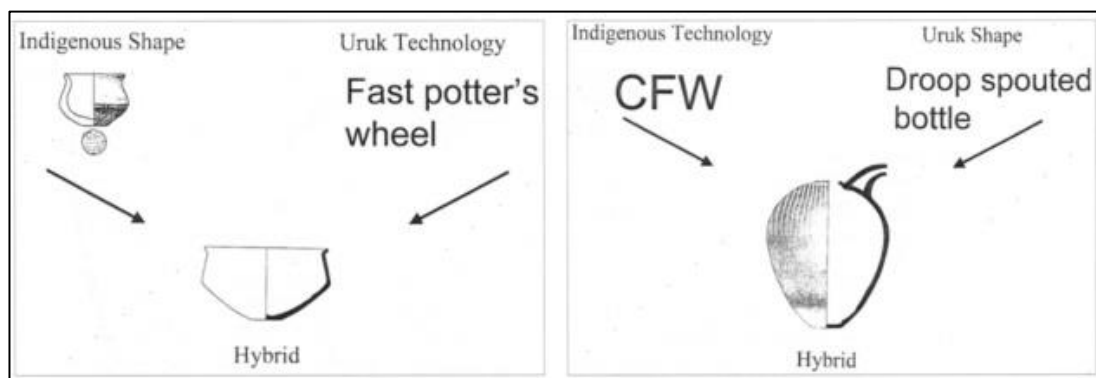 Indigenous Shape
Uruk Technology
Fast potter's
wheel
Hybrid
Indigenous Technology
Uruk Shape
CFW
Droop spouted
bottle
Hybrid